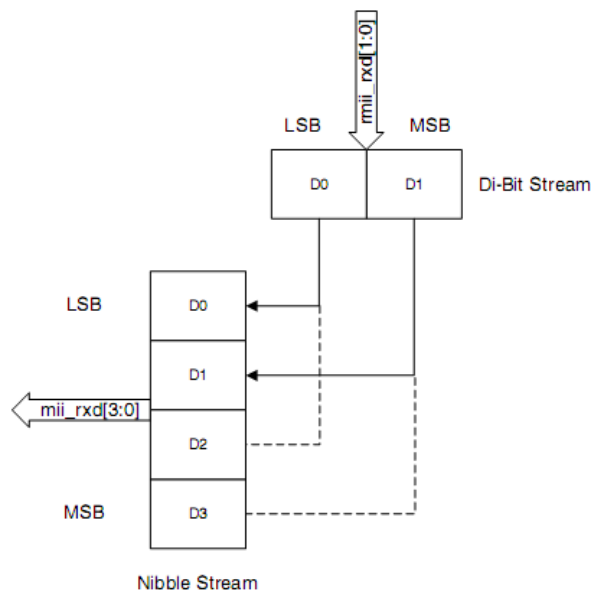 rmii_rxd[1:0]
LSB MSB
D0 D1 Di-Bit Stream
LSB D0
D1
mii_rxd[3:0]
D2
MSB D3
Nibble Stream